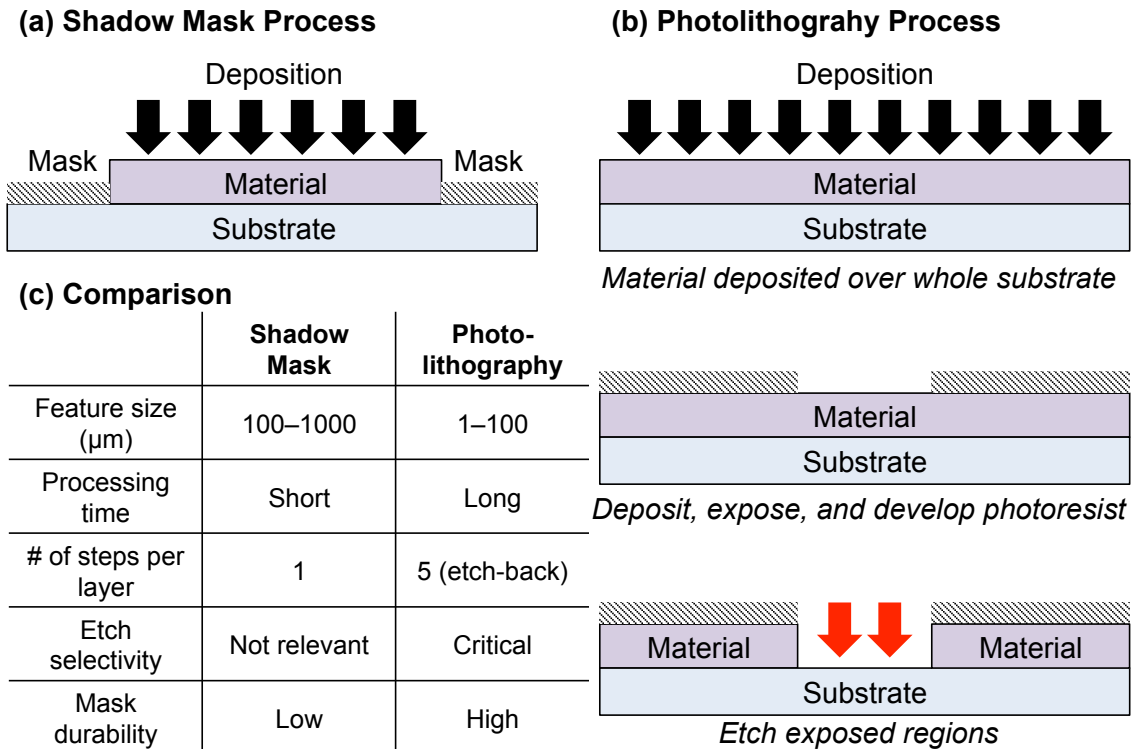 (a) Shadow Mask Process
Deposition
Mask
Mask
Material
Substrate
(b) Photolithograhy Process
Deposition
Material
Substrate
Material deposited over whole substrate
Material
Substrate
Deposit, expose, and develop photoresist
Material
Material
Substrate
Etch exposed regions
(c) Comparison
Shadow
Mask
Photo-
lithography
Feature size
(µm)
100–1000
1–100
Processing
time
Short
Long
# of steps per
layer
1
5 (etch-back)
Etch
selectivity
Not relevant
Critical
Mask
durability
Low
High